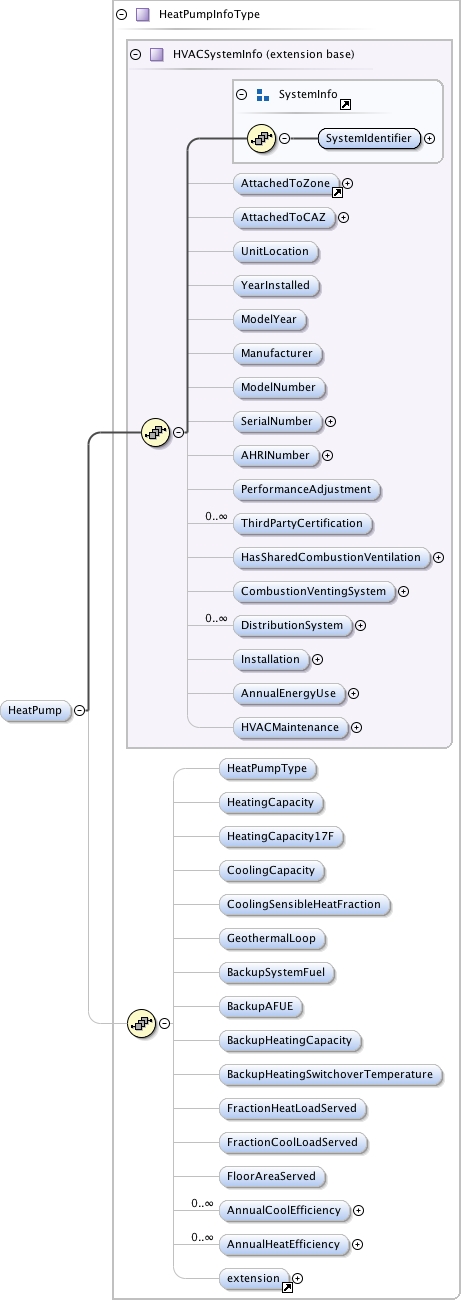 HeatPumpInfoType
HVACSystemInfo (extension base)
SystemInfo
SystemIdentifier
AttachedToZone
AttachedToCAZ
UnitLocation
YearInstalled
ModelYear
Manufacturer
ModelNumber
SerialNumber
AHRINumber
PerformanceAdjustment
0..∞
ThirdPartyCertification
HasSharedCombustionVentilation
CombustionVentingSystem
0..∞
DistributionSystem
Installation
AnnualEnergyUse
HeatPump
HVACMaintenance
HeatPumpType
HeatingCapacity
HeatingCapacity17F
CoolingCapacity
CoolingSensibleHeatFraction
GeothermalLoop
BackupSystemFuel
BackupAFUE
BackupHeatingCapacity
BackupHeatingSwitchoverTemperature
FractionHeatLoadServed
FractionCoolLoadServed
FloorAreaServed
0..∞
AnnualCoolEfficiency
0..∞
AnnualHeatEfficiency
extension